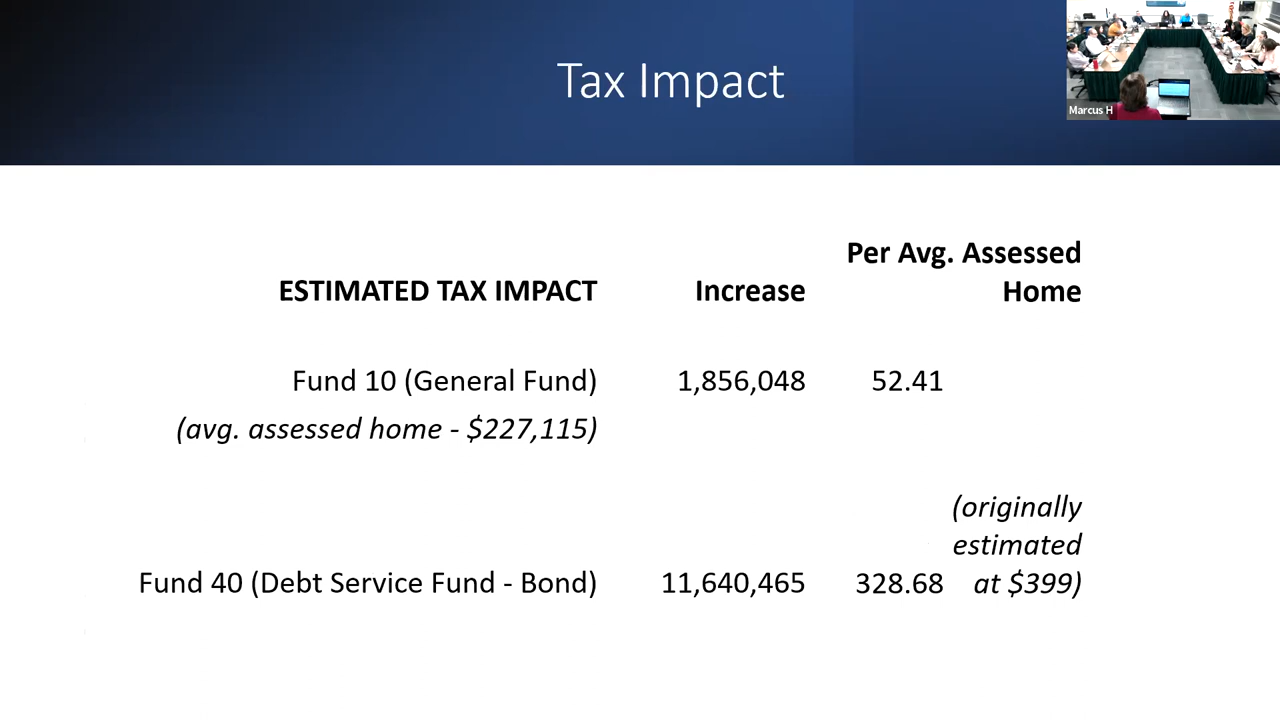 Tax Impact
Marcus H
Per Avg. Assessed
ESTIMATED TAX IMPACT Increase Home
Fund 10 (General Fund) 1,856,048 52.41
(avg. assessed home - $227,115)
(originally
estimated
Fund 40 (Debt Service Fund - Bond) 11,640,465 328.68 at $399)